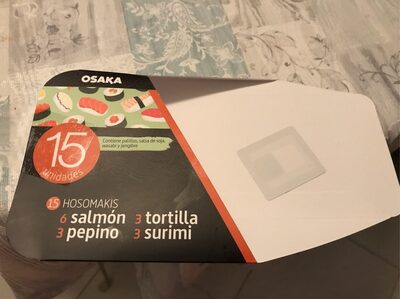 OSAKA
15
unidades
Contiene palillos, salsa de soja,
wasabi y jengibre
15 HOSOMAKIS
6 salmón 3 tortilla
3 pepino 3 surimi